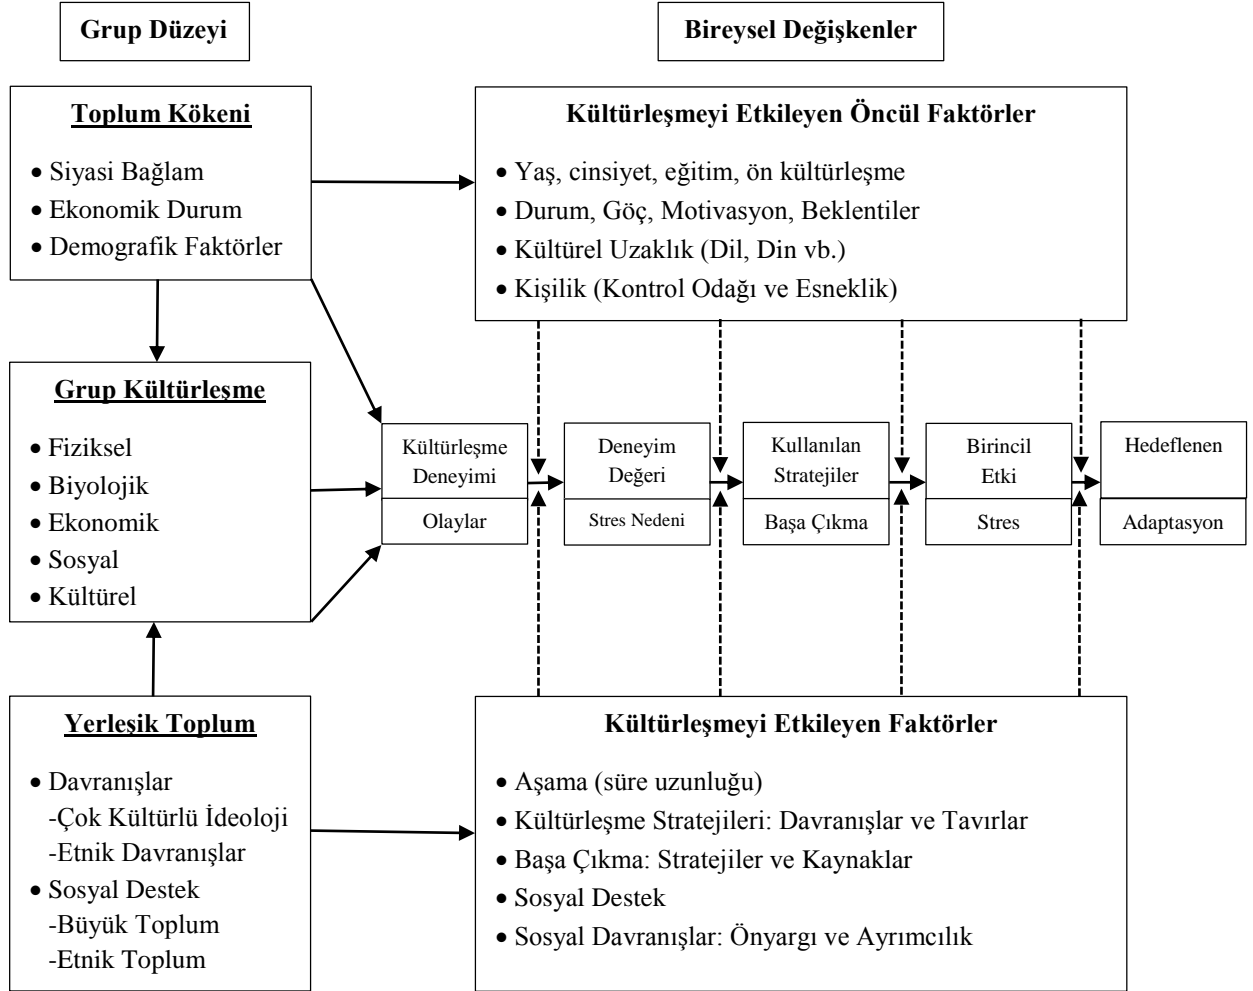 Grup Düzeyi
Bireysel Değişkenler
Toplum Kökeni
• Siyasi Bağlam
• Ekonomik Durum
• Demografik Faktörler
Kültürleşmeyi Etkileyen Öncül Faktörler
• Yaş, cinsiyet, eğitim, ön kültürleşme
• Durum, Göç, Motivasyon, Beklentiler
• Kültürel Uzaklık (Dil, Din vb.)
• Kişilik (Kontrol Odağı ve Esneklik)
Grup Kültürleşme
• Fiziksel
• Biyolojik
• Ekonomik
• Sosyal
• Kültürel
Kültürleşme
Deneyimi
Olaylar
Deneyim
Değeri
Stres Nedeni
Kullanılan
Stratejiler
Başa Çıkma
Birincil
Etki
Stres
Hedeflenen
Adaptasyon
Yerleşik Toplum
• Davranışlar
-Çok Kültürlü İdeoloji
-Etnik Davranışlar
• Sosyal Destek
-Büyük Toplum
-Etnik Toplum
Kültürleşmeyi Etkileyen Faktörler
• Aşama (süre uzunluğu)
• Kültürleşme Stratejileri: Davranışlar ve Tavırlar
• Başa Çıkma: Stratejiler ve Kaynaklar
• Sosyal Destek
• Sosyal Davranışlar: Önyargı ve Ayrımcılık